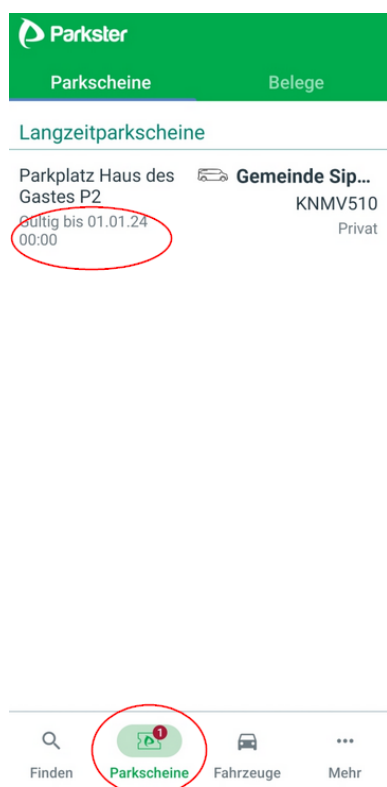 Parkster
Parkscheine Belege
Langzeitparkscheine
Parkplatz Haus des Gemeinde Sip...
Gastes P2 KNMV510
Gültig bis 01.01.24 Privat
00:00
1
Finden Parkscheine Fahrzeuge Mehr